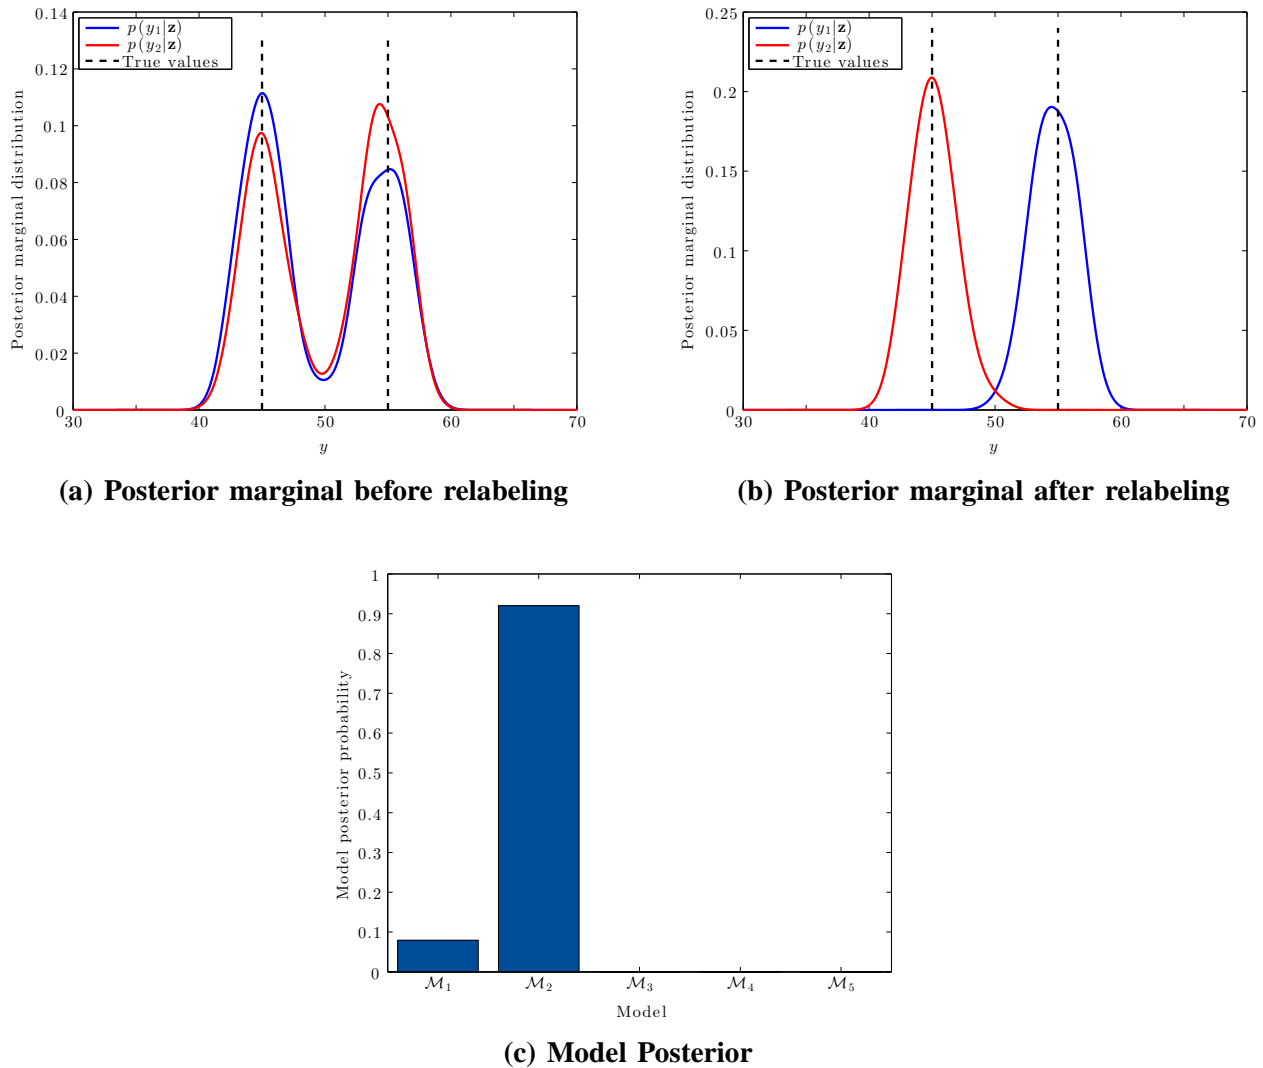 p(y₁|z)
p(y₂|z)
True values
Posterior marginal distribution
0.14
0.12
0.1
0.08
0.06
0.04
0.02
0
30 40 50 60 70
y
(a) Posterior marginal before relabeling
p(y₁|z)
p(y₂|z)
True values
Posterior marginal distribution
0.25
0.2
0.15
0.1
0.05
0
30 40 50 60 70
y
(b) Posterior marginal after relabeling
Model posterior probability
1
0.9
0.8
0.7
0.6
0.5
0.4
0.3
0.2
0.1
0
ℳ₁ ℳ₂ ℳ₃ ℳ₄ ℳ₅
Model
(c) Model Posterior